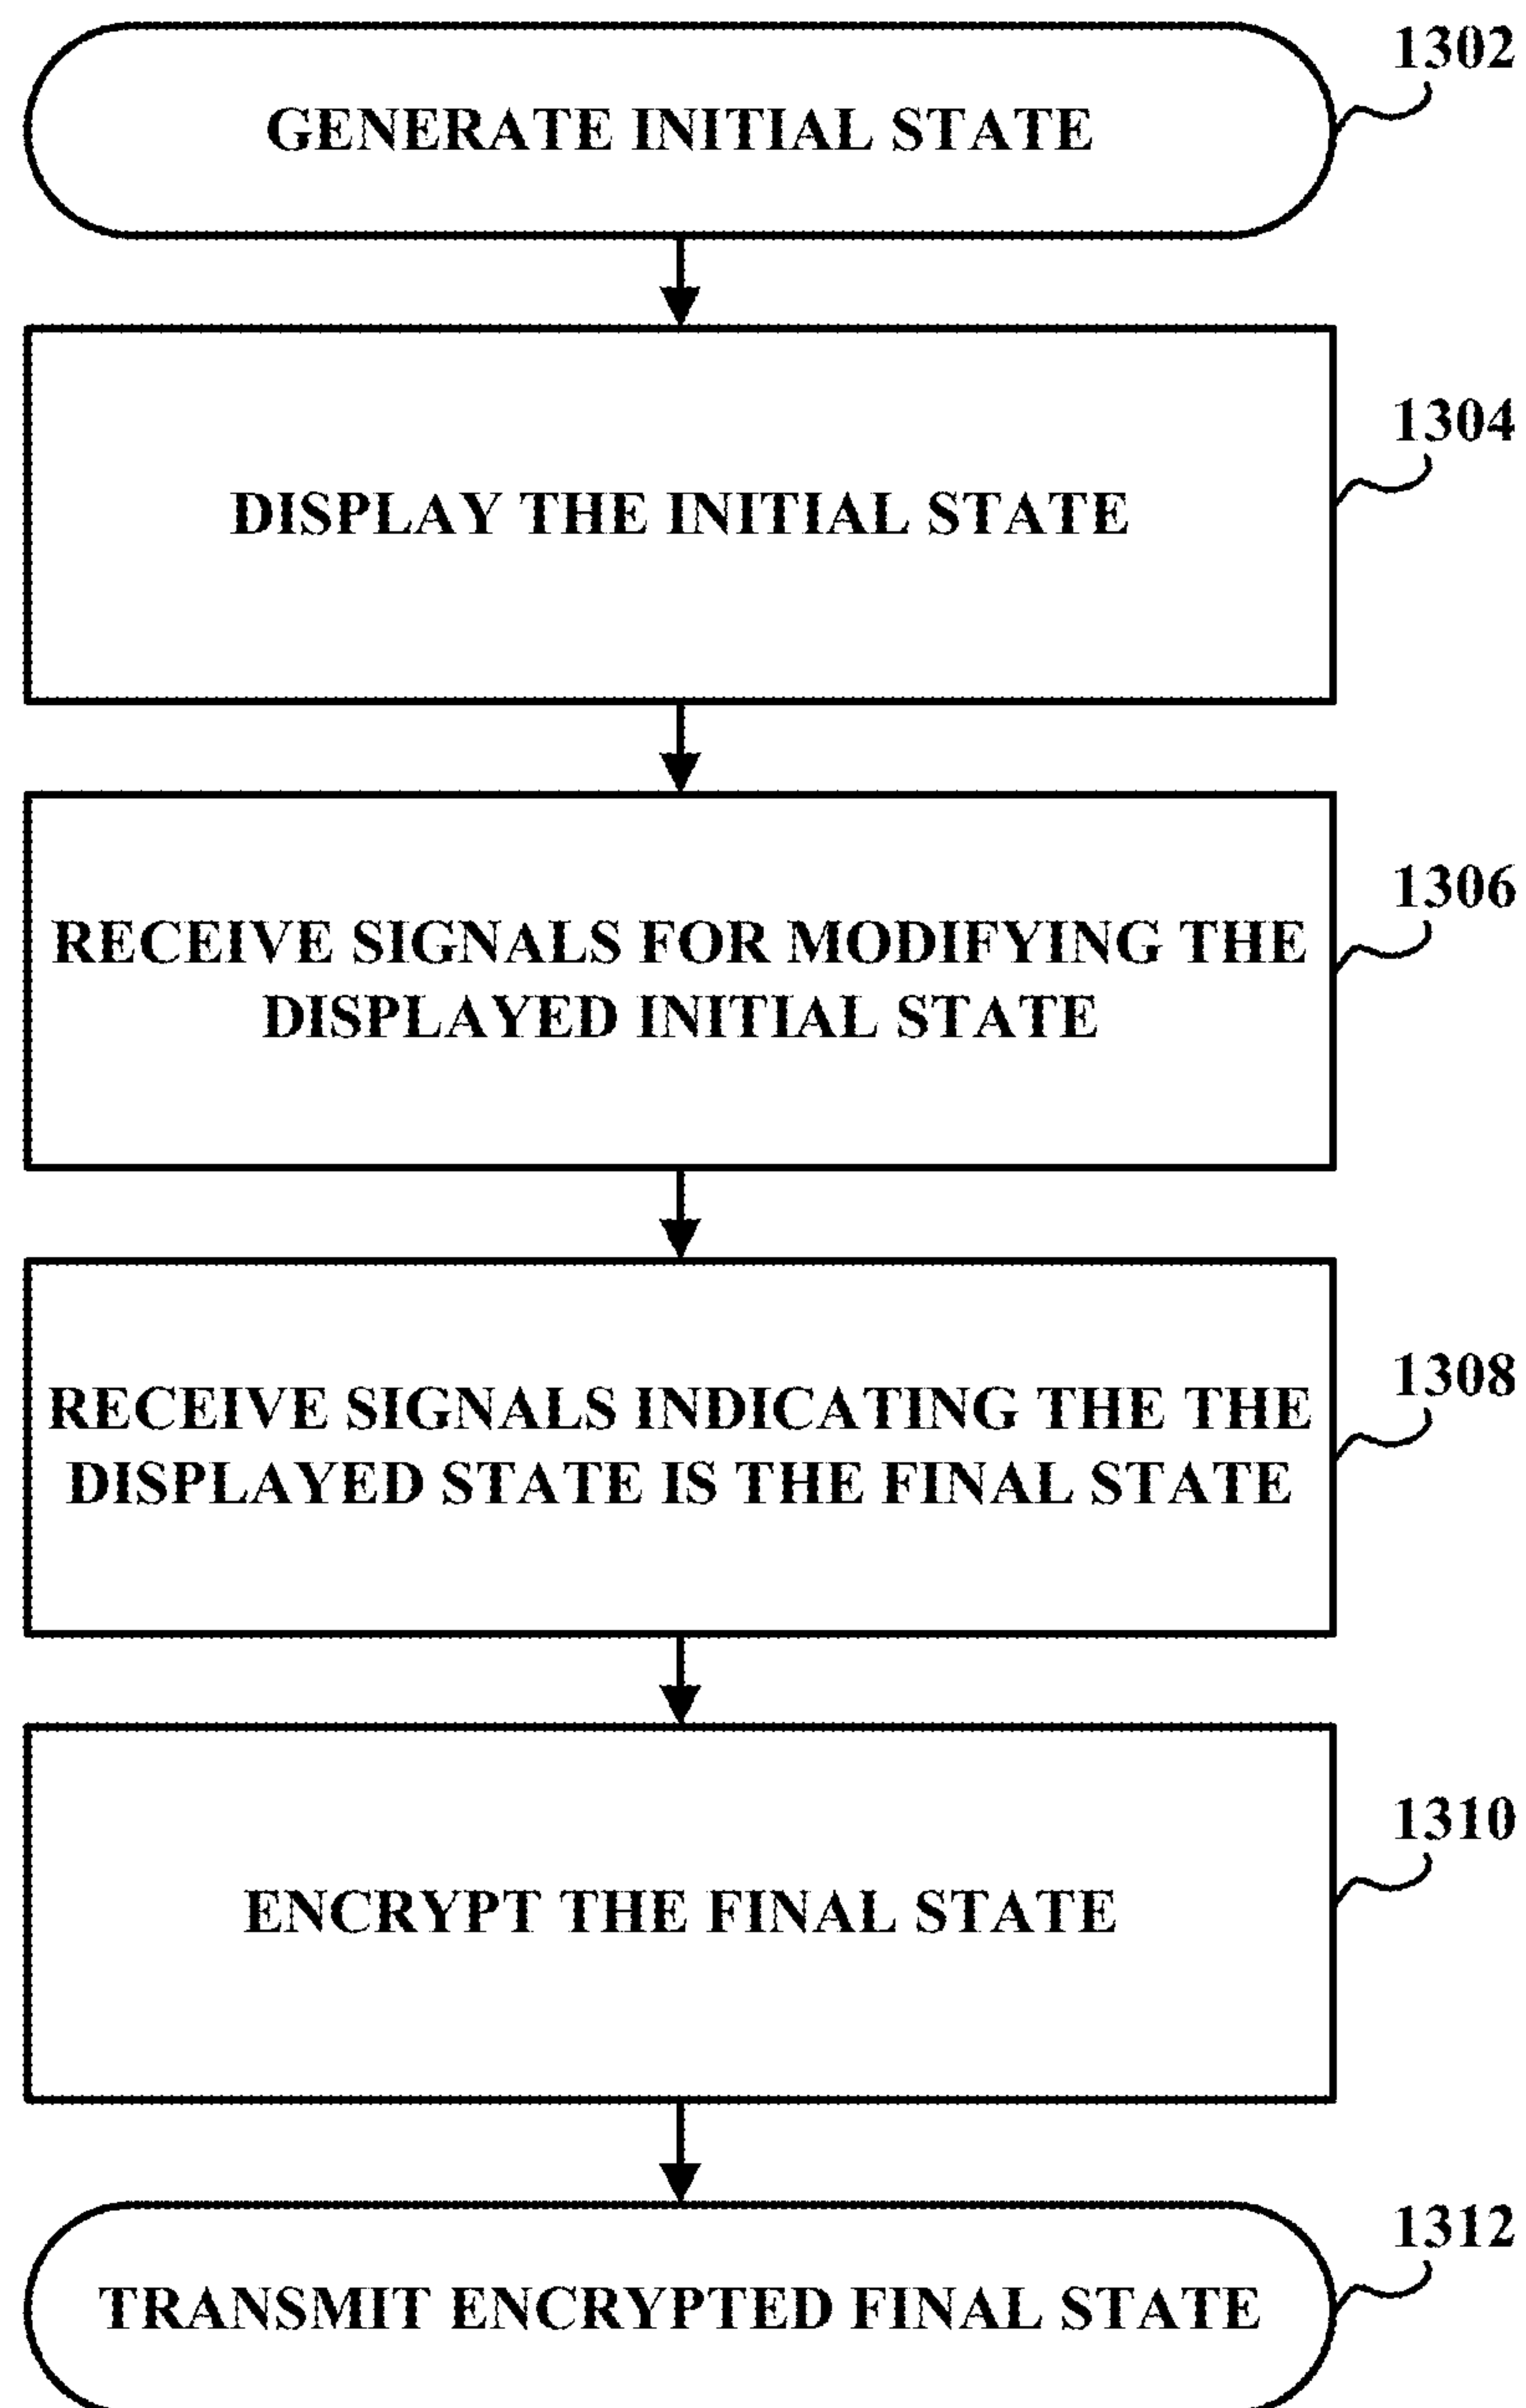 1302
GENERATE INITIAL STATE
1304
DISPLAY THE INITIAL STATE
1306
RECEIVE SIGNALS FOR MODIFYING THE
DISPLAYED INITIAL STATE
1308
RECEIVE SIGNALS INDICATING THE THE
DISPLAYED STATE IS THE FINAL STATE
1310
ENCRYPT THE FINAL STATE
1312
TRANSMIT ENCRYPTED FINAL STATE